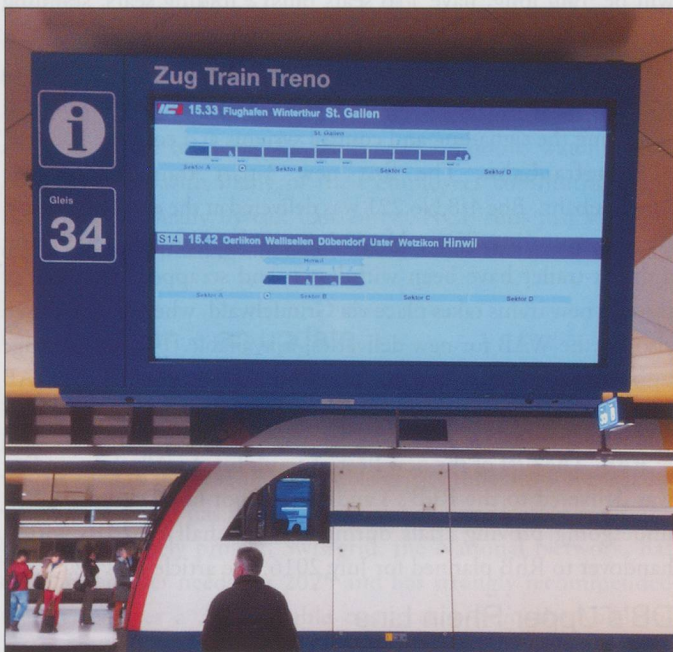 Zug Train Treno
i
Gleis
34
IC 15.33 Flughafen Winterthur St. Gallen
St. Gallen
Sektor A Sektor B Sektor C Sektor D
S14 15.42 Oerlikon Wallisellen Dübendorf Uster Wetzikon Hinwil
Hinwil
Sektor A Sektor B Sektor C Sektor D